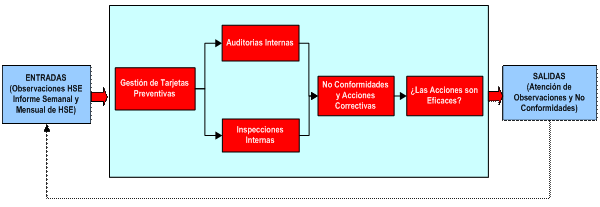 ENTRADAS
(Observaciones HSE
Informe Semanal y
Mensual de HSE)
Gestión de Tarjetas
Preventivas
Auditorias Internas
Inspecciones
Internas
No Conformidades
y Acciones
Correctivas
¿Las Acciones son
Eficaces?
SALIDAS
(Atención de
Observaciones y No
Conformidades)